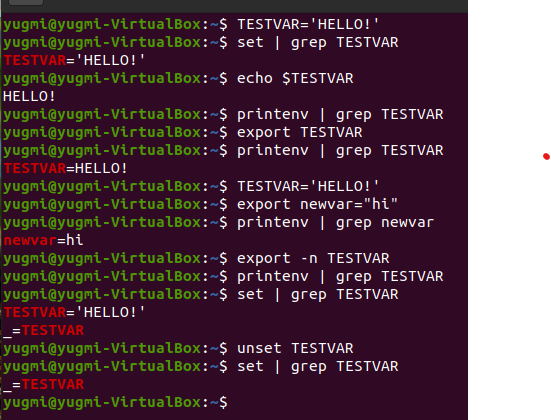 yugmi@yugmi-VirtualBox:~$ TESTVAR='HELLO!'
yugmi@yugmi-VirtualBox:~$ set | grep TESTVAR
TESTVAR='HELLO!'
yugmi@yugmi-VirtualBox:~$ echo $TESTVAR
HELLO!
yugmi@yugmi-VirtualBox:~$ printenv | grep TESTVAR
yugmi@yugmi-VirtualBox:~$ export TESTVAR
yugmi@yugmi-VirtualBox:~$ printenv | grep TESTVAR
TESTVAR=HELLO!
yugmi@yugmi-VirtualBox:~$ TESTVAR='HELLO!'
yugmi@yugmi-VirtualBox:~$ export newvar="hi"
yugmi@yugmi-VirtualBox:~$ printenv | grep newvar
newvar=hi
yugmi@yugmi-VirtualBox:~$ export -n TESTVAR
yugmi@yugmi-VirtualBox:~$ printenv | grep TESTVAR
yugmi@yugmi-VirtualBox:~$ set | grep TESTVAR
TESTVAR='HELLO!'
_=TESTVAR
yugmi@yugmi-VirtualBox:~$ unset TESTVAR
yugmi@yugmi-VirtualBox:~$ set | grep TESTVAR
_=TESTVAR
yugmi@yugmi-VirtualBox:~$